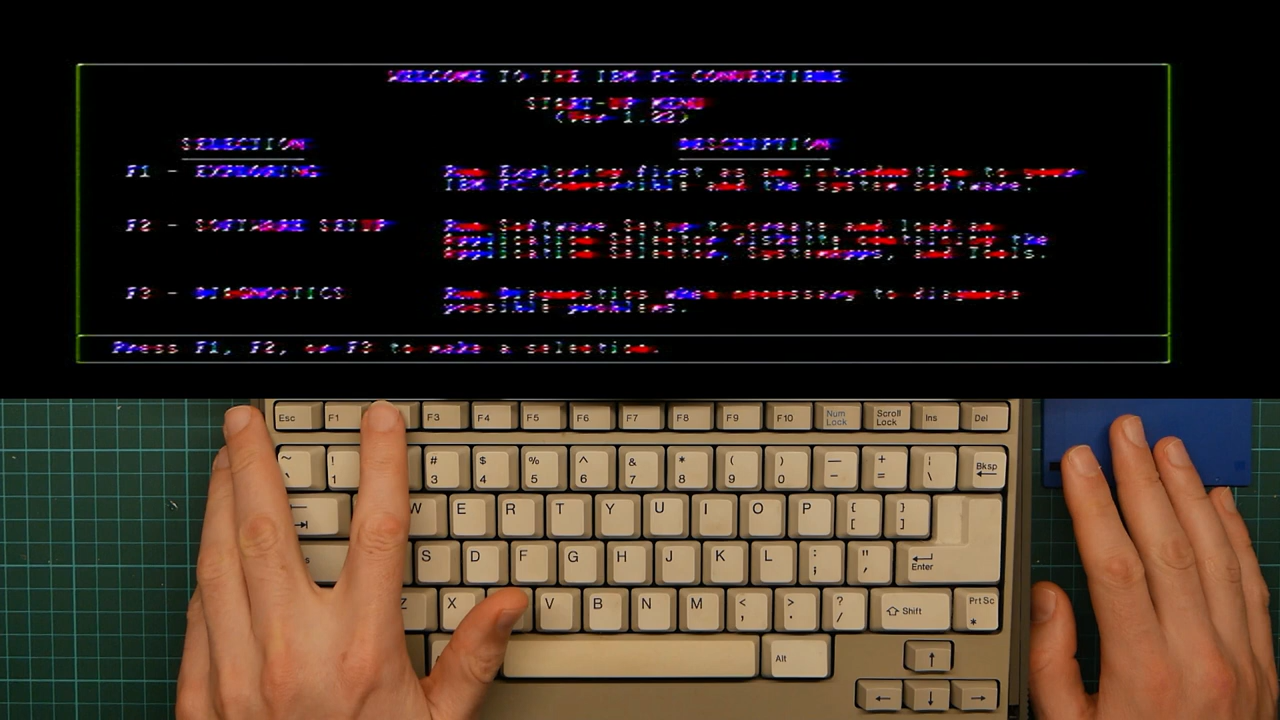 WELCOME TO THE IBM PC CONVERTIBLE
START-UP MENU
(Ver 1.22)
SELECTION DESCRIPTION
F1 - EXPLORING Run Exploring first as an introduction to your
IBM PC Convertible and the system software.
F2 - SOFTWARE SETUP Run Software Setup to create and load an
Application Selector diskette containing the
Application Selector, SystemApps, and Tools.
F3 - DIAGNOSTICS Run Diagnostics when necessary to diagnose
possible problems.
Press F1, F2, or F3 to make a selection.
Esc F1 F3 F4 F5 F6 F7 F8 F9 F10 Num Lock Scroll Lock Ins Del
~ ! # $ % ^ & * ( ) — + ¦ Bksp
` 1 3 4 5 6 7 8 9 0 - = \ ←
W E R T Y U I O P { [ } ]
S D F G H J K L : ; " ' Enter
Z X V B N M < , > . ? / Shift PrtSc *
Alt ↑
← ↓ →